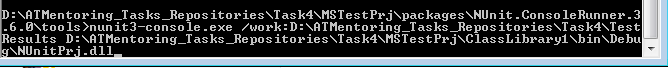 D:\ATMentoring_Tasks_Repositories\Task4\MSTestPrj\packages\NUnit.ConsoleRunner.3
.6.0\tools>nunit3-console.exe /work:D:\ATMentoring_Tasks_Repositories\Task4\Test
Results D:\ATMentoring_Tasks_Repositories\Task4\MSTestPrj\ClassLibrary1\bin\Debu
g\NUnitPrj.dll